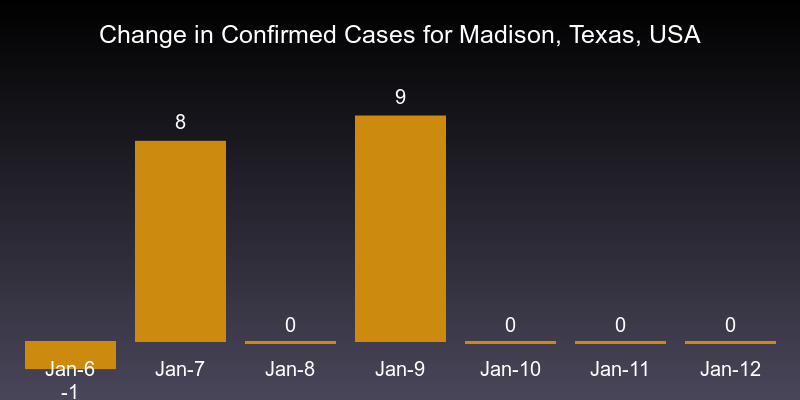 Change in Confirmed Cases for Madison, Texas, USA
9
8
0
0
0
0
Jan-6
Jan-7
Jan-8
Jan-9
Jan-10
Jan-11
Jan-12
-1